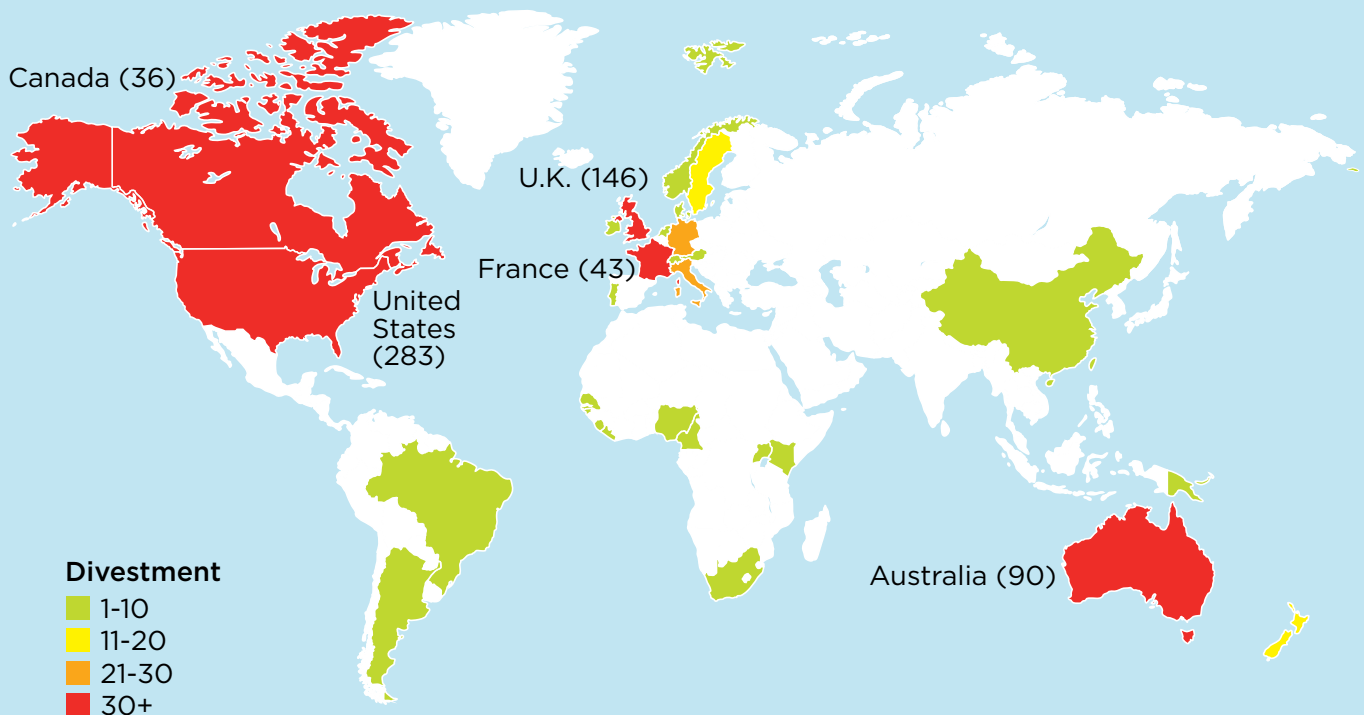 Canada (36)
U.K. (146)
France (43)
United
States
(283)
Australia (90)
Divestment
1-10
11-20
21-30
30+